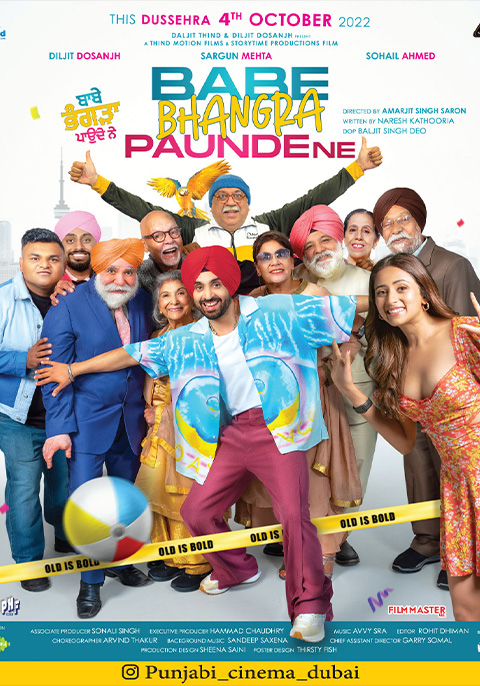 THIS DUSSEHRA 4TH OCTOBER 2022
DALJIT THIND & DILJIT DOSANJH PRESENT
A THIND MOTION FILMS & STORYTIME PRODUCTIONS FILM
DILJIT DOSANJH SARGUN MEHTA SOHAIL AHMED
BABE
BHANGRA
PAUNDE NE
ਬਾਬੇ
ਭੰਗੜਾ
ਪਾਉਂਦੇ ਨੇ
DIRECTED BY AMARJIT SINGH SARON
WRITTEN BY NARESH KATHOORIA
DOP BALJIT SINGH DEO
OLD IS BOLD
OLD IS BOLD
OLD IS BOLD
FILM MASTER
ASSOCIATE PRODUCER SONALI SINGH EXECUTIVE PRODUCER HAMMAD CHAUDHRY MUSIC AVVY SRA EDITOR ROHIT DHIMAN
CHOREOGRAPHER ARVIND THAKUR BACKGROUND MUSIC SANDEEP SAXENA CHIEF ASSISTANT DIRECTOR GARRY SOMAL
PRODUCTION DESIGN SHEENA SAINI POSTER DESIGN THIRSTY FISH
Punjabi_cinema_dubai